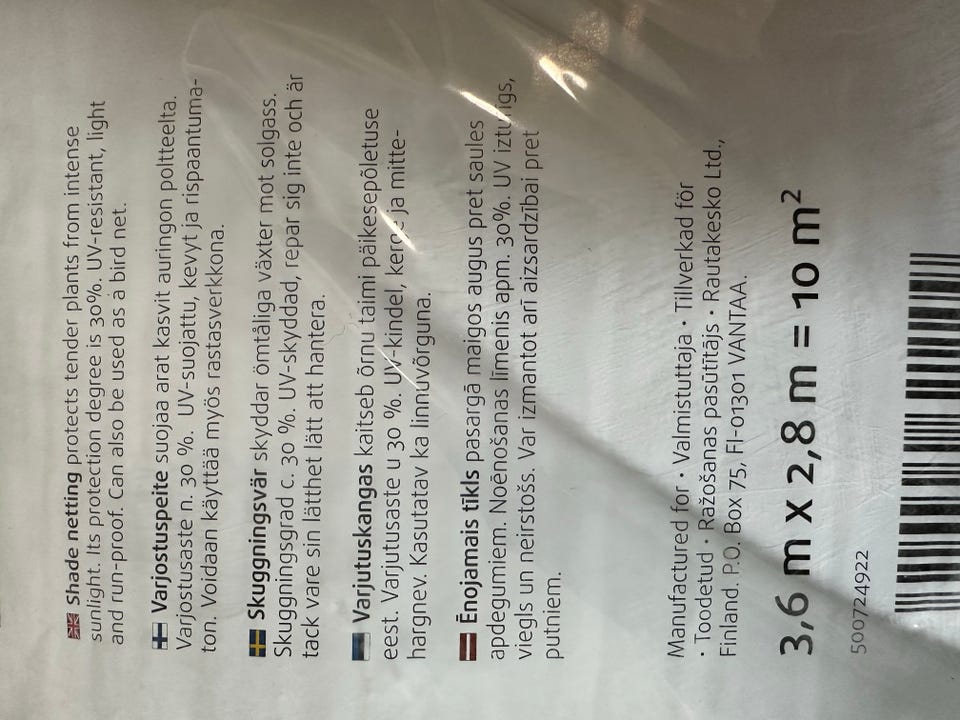 Shade netting protects tender plants from intense
sunlight. Its protection degree is 30%. UV-resistant, light
and run-proof. Can also be used as a bird net.
Varjostuspeite suojaa arat kasvit auringon poltteelta.
Varjostusaste n. 30 %. UV-suojattu, kevyt ja rispaantuma-
ton. Voidaan käyttää myös rastasverkkona.
Skuggningsvär skyddar ömtåliga växter mot solgass.
Skuggningsgrad c. 30 %. UV-skyddad, repar sig inte och är
tack vare sin lätthet lätt att hantera.
Varjutuskangas kaitseb õrnu taimi päikesepõletuse
eest. Varjutusaste u 30 %. UV-kindel, kerge ja mitte-
hargnev. Kasutatav ka linnuvõrguna.
Ēnojamais tīkls pasargā maigos augus pret saules
apdegumiem. Noēnošanas līmenis apm. 30%. UV izturīgs,
viegls un neirstošs. Var izmantot arī aizsardzībai pret
putniem.
Manufactured for • Valmistuttaja • Tillverkad för
• Toodetud • Ražošanas pasūtītājs • Rautakesko Ltd.,
Finland. P.O. Box 75, FI-01301 VANTAA.
3,6 m x 2,8 m = 10 m²
500724922